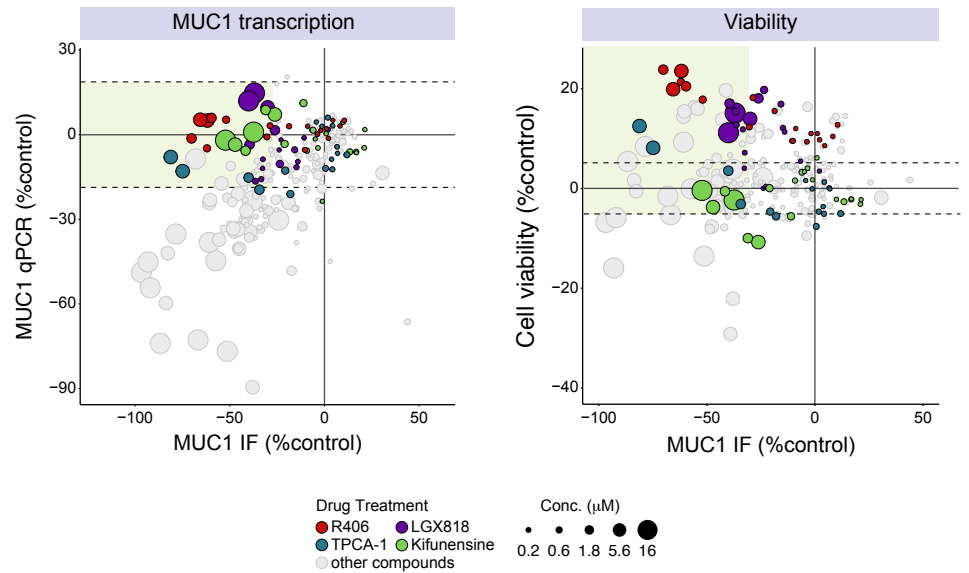 MUC1 transcription
Viability
30
0
−30
−60
−90
MUC1 qPCR (%control)
−100
−50
0
50
MUC1 IF (%control)
20
0
−20
−40
Cell viability (%control)
−100
−50
0
50
MUC1 IF (%control)
Drug Treatment
R406
LGX818
TPCA-1
Kifunensine
other compounds
Conc. (μM)
0.2 0.6 1.8 5.6 16